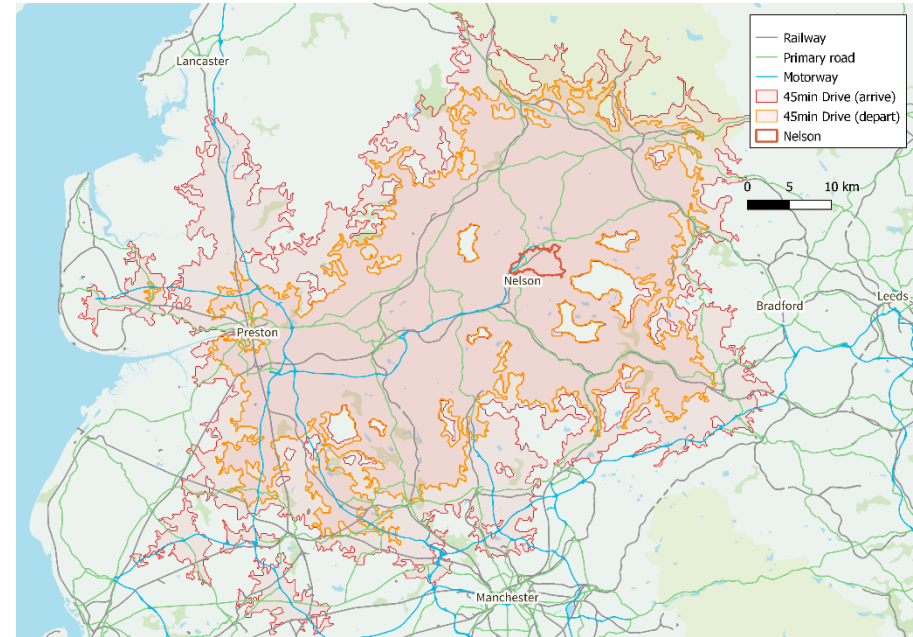 Lancaster
Railway
Primary road
Motorway
45min Drive (arrive)
45min Drive (depart)
Nelson
0 5 10 km
Nelson
Bradford
Leeds
Preston
Manchester